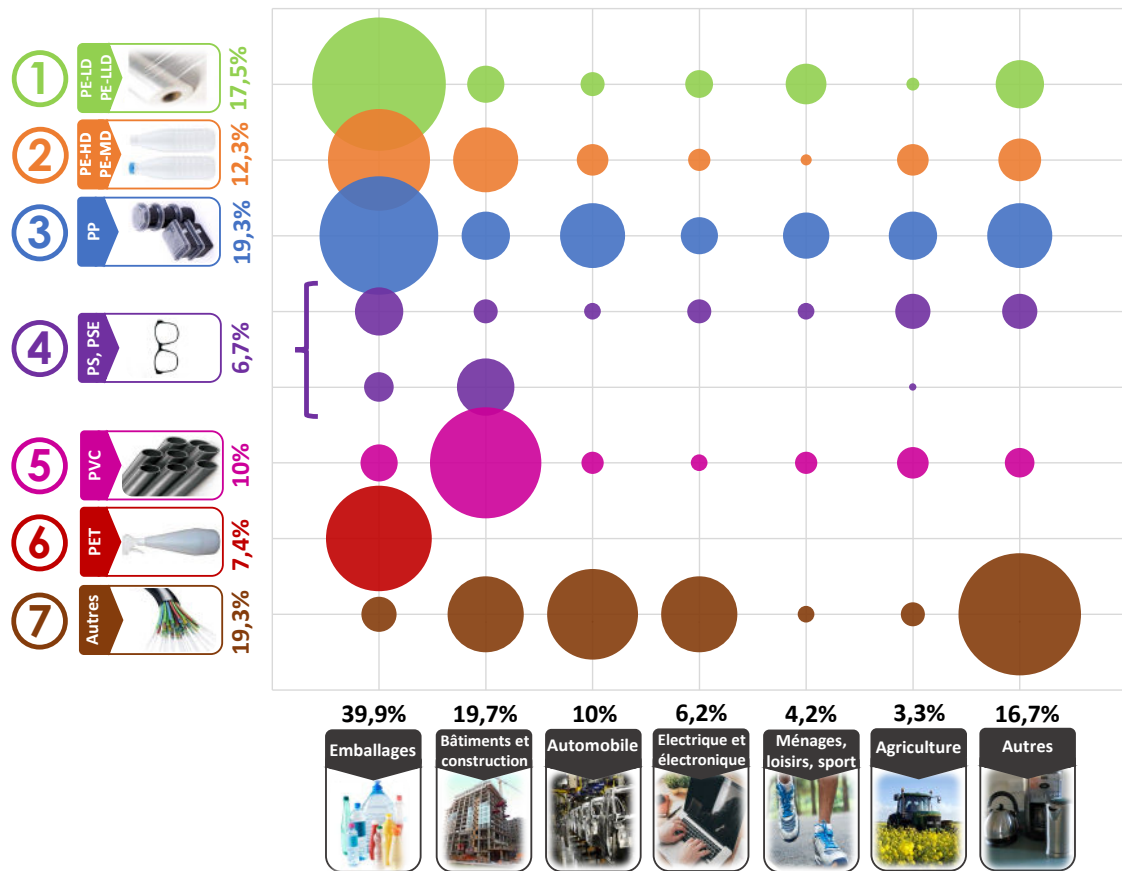 1
PE-LD
PE-LLD
17,5%
2
PE-HD
PE-MD
12,3%
3
PP
19,3%
4
PS, PSE
6,7%
5
PVC
10%
6
PET
7,4%
7
Autres
19,3%
39,9%
19,7%
10%
6,2%
4,2%
3,3%
16,7%
Emballages
Bâtiments et
construction
Automobile
Electrique et
électronique
Ménages,
loisirs, sport
Agriculture
Autres